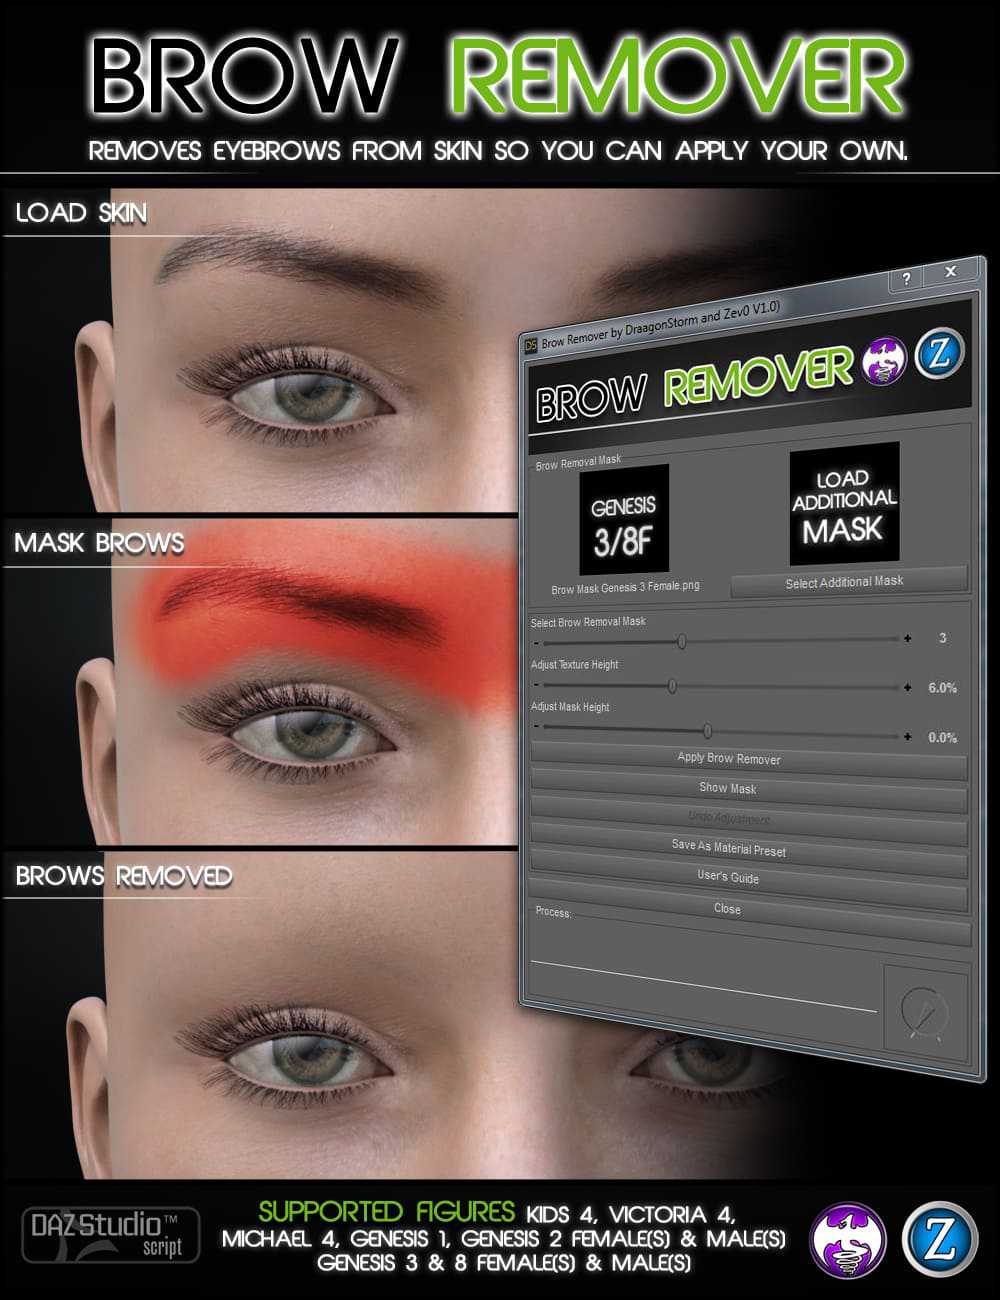 BROW REMOVER
REMOVES EYEBROWS FROM SKIN SO YOU CAN APPLY YOUR OWN.
LOAD SKIN
MASK BROWS
BROWS REMOVED
? X
DS Brow Remover by DraagonStorm and Zev0 V1.0)
BROW REMOVER Z
Brow Removal Mask
GENESIS
3/8F
Brow Mask Genesis 3 Female.png
LOAD
ADDITIONAL
MASK
Select Additional Mask
Select Brow Removal Mask
- + 3
Adjust Texture Height
- + 6.0%
Adjust Mask Height
- + 0.0%
Apply Brow Remover
Show Mask
Undo Adjustment
Save As Material Preset
User's Guide
Close
Process:
DAZ Studio™
script
SUPPORTED FIGURES KIDS 4, VICTORIA 4,
MICHAEL 4, GENESIS 1, GENESIS 2 FEMALE(S) & MALE(S)
GENESIS 3 & 8 FEMALE(S) & MALE(S)
Z